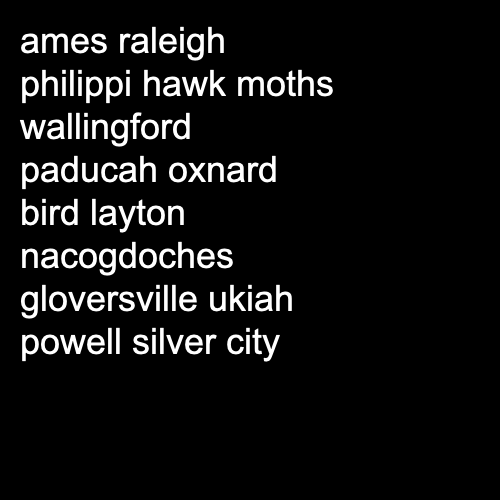 ames raleigh
philippi hawk moths
wallingford
paducah oxnard
bird layton
nacogdoches
gloversville ukiah
powell silver city